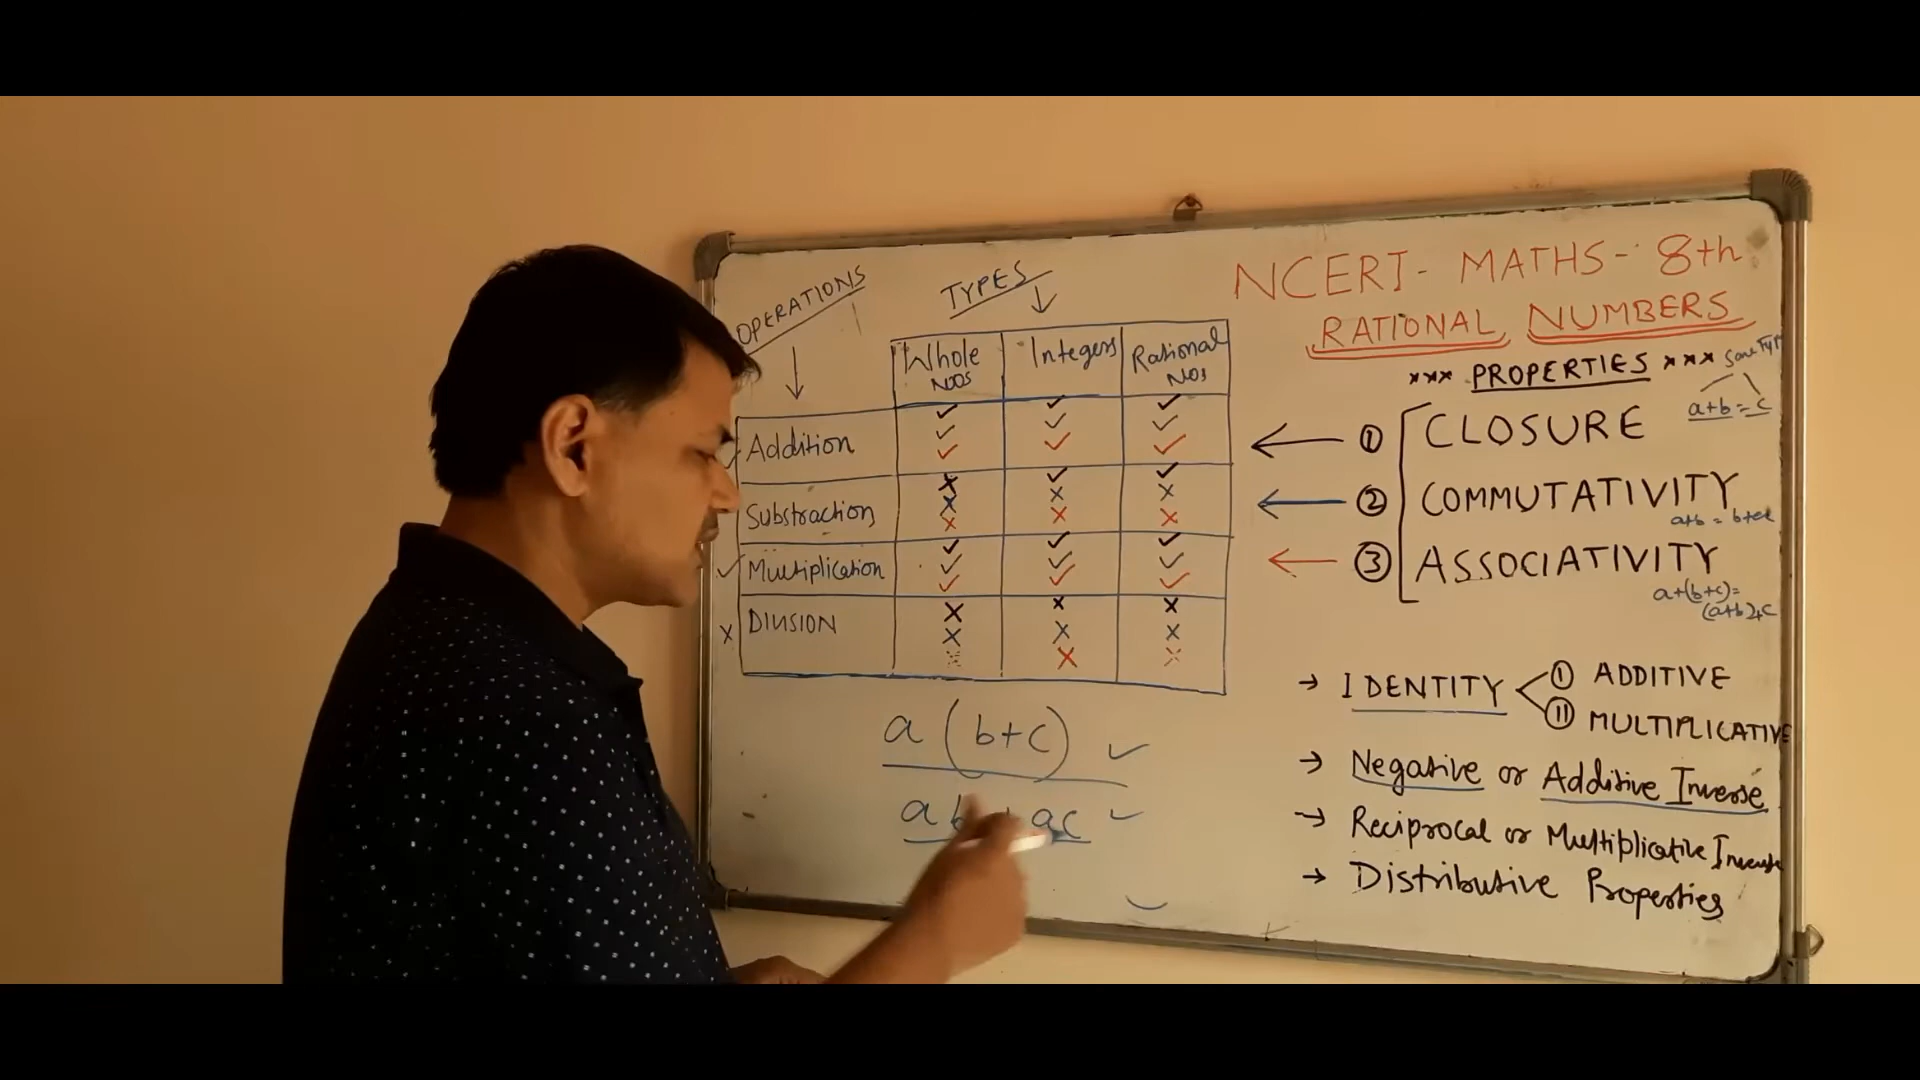 OPERATIONS
TYPES
Whole Nos
Integers
Rational Nos
Addition
Substraction
Multiplication
DIVISION
a (b+c)
ac
NCERT- MATHS- 8th
RATIONAL NUMBERS
*** PROPERTIES ***
a+b = c
① CLOSURE
② COMMUTATIVITY
③ ASSOCIATIVITY
a+(b+c)=
(a+b)+c
→ IDENTITY
① ADDITIVE
⑪ MULTIPLICATIVE
→ Negative or Additive Inverse
→ Reciprocal or Multiplicative Inverse
→ Distributive Properties